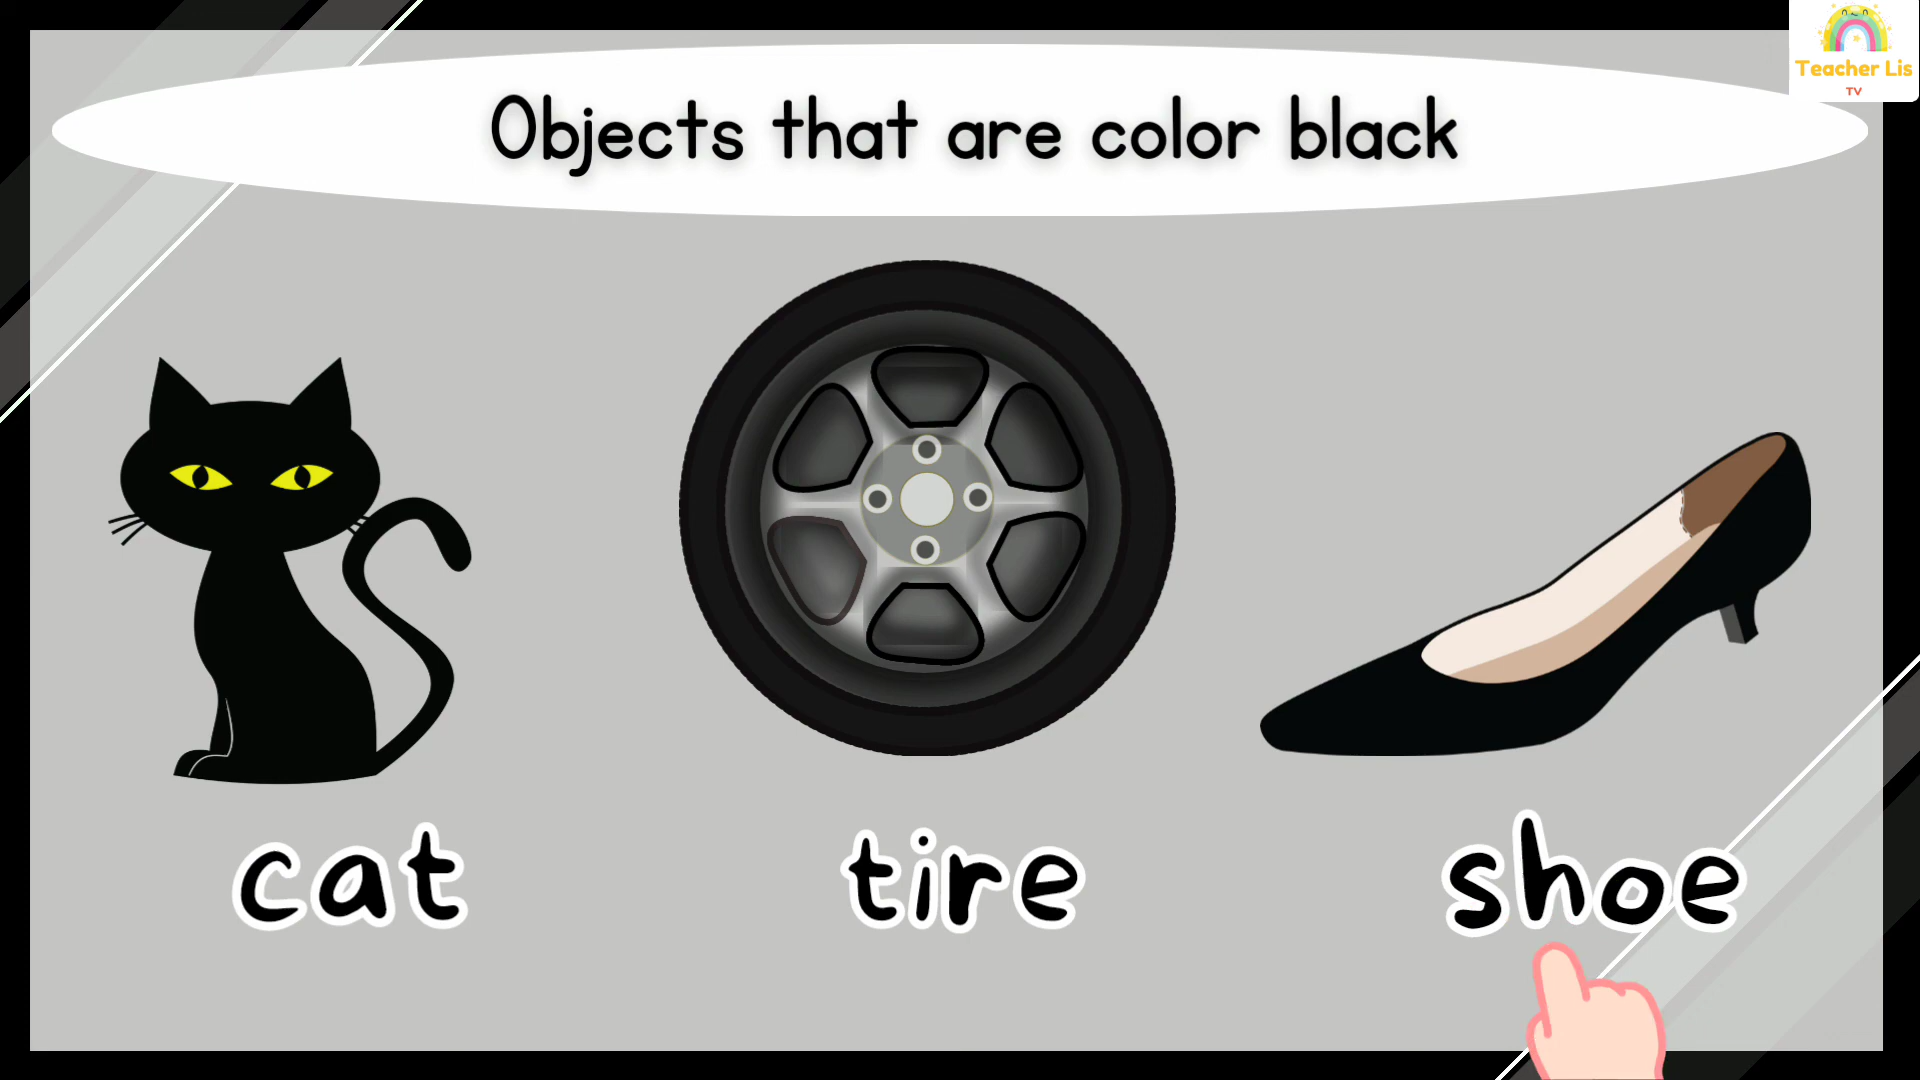 Teacher Lis
TV
Objects that are color black
cat
tire
shoe